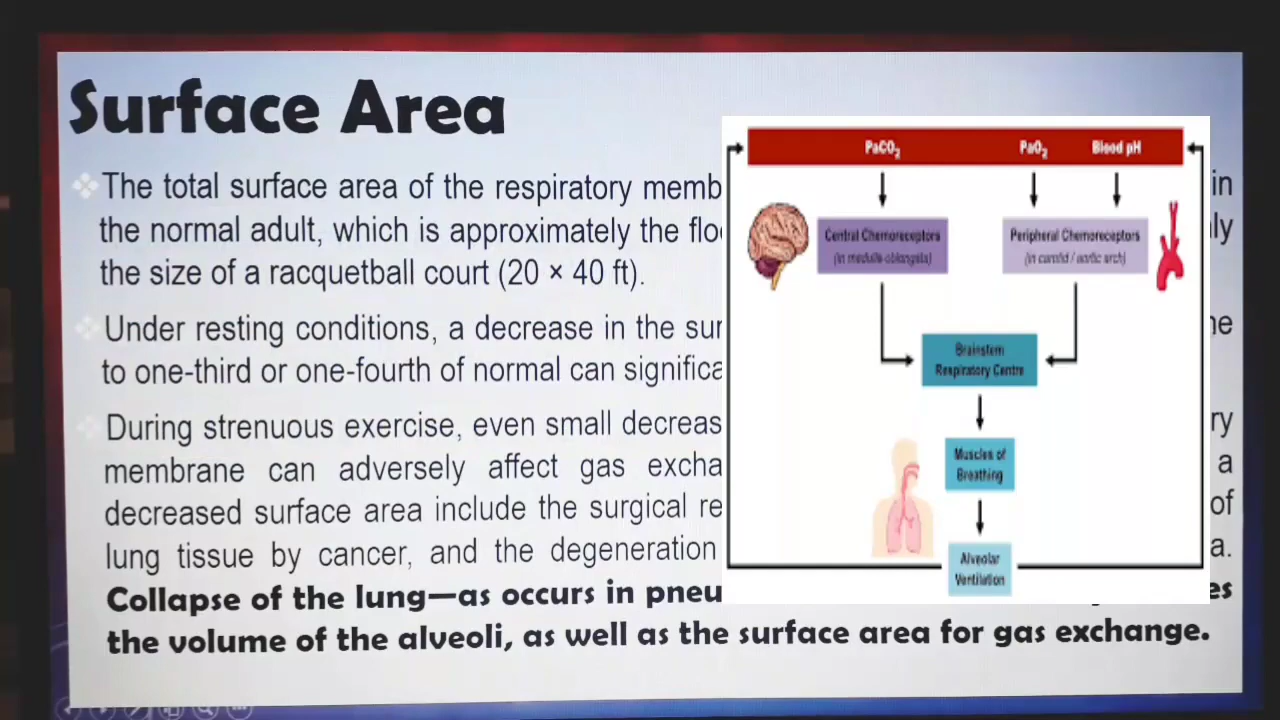 Surface Area
The total surface area of the respiratory memb
in
the normal adult, which is approximately the flo
ly
the size of a racquetball court (20 × 40 ft).
Under resting conditions, a decrease in the sur
he
to one-third or one-fourth of normal can significa
During strenuous exercise, even small decreas
ry
membrane can adversely affect gas excha
a
decreased surface area include the surgical re
of
lung tissue by cancer, and the degeneration
a.
Collapse of the lung—as occurs in pneu
es
the volume of the alveoli, as well as the surface area for gas exchange.
PaCO₂ PaO₂ Blood pH
Central Chemoreceptors
(in medulla oblongata)
Peripheral Chemoreceptors
(in carotid / aortic arch)
Brainstem
Respiratory Centre
Muscles of
Breathing
Alveolar
Ventilation